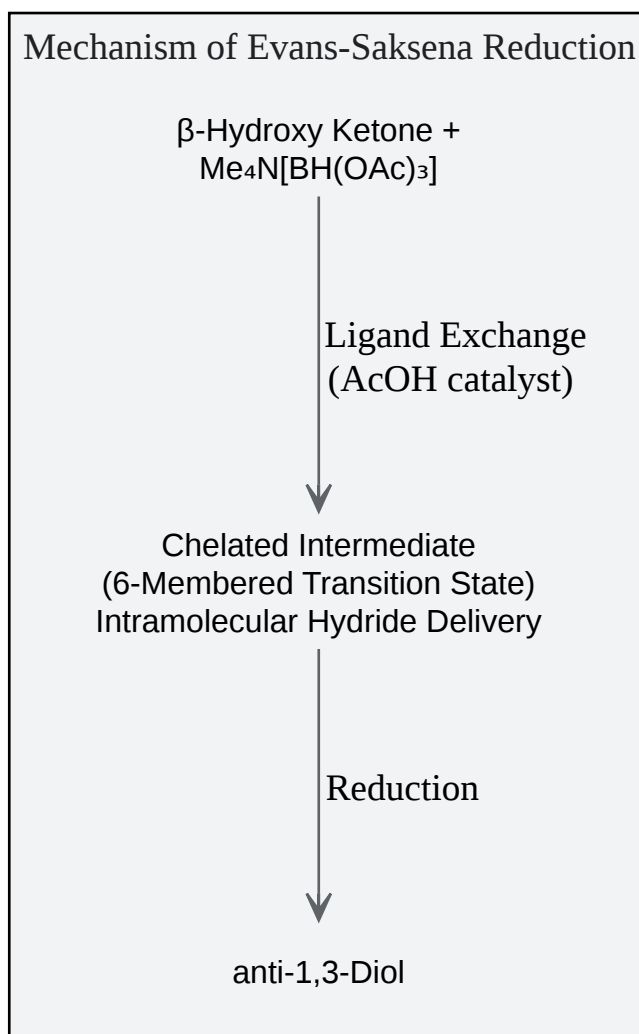 Mechanism of Evans-Saksena Reduction
β-Hydroxy Ketone +
Me₄N[BH(OAc)₃]
Ligand Exchange
(AcOH catalyst)
Chelated Intermediate
(6-Membered Transition State)
Intramolecular Hydride Delivery
Reduction
anti-1,3-Diol